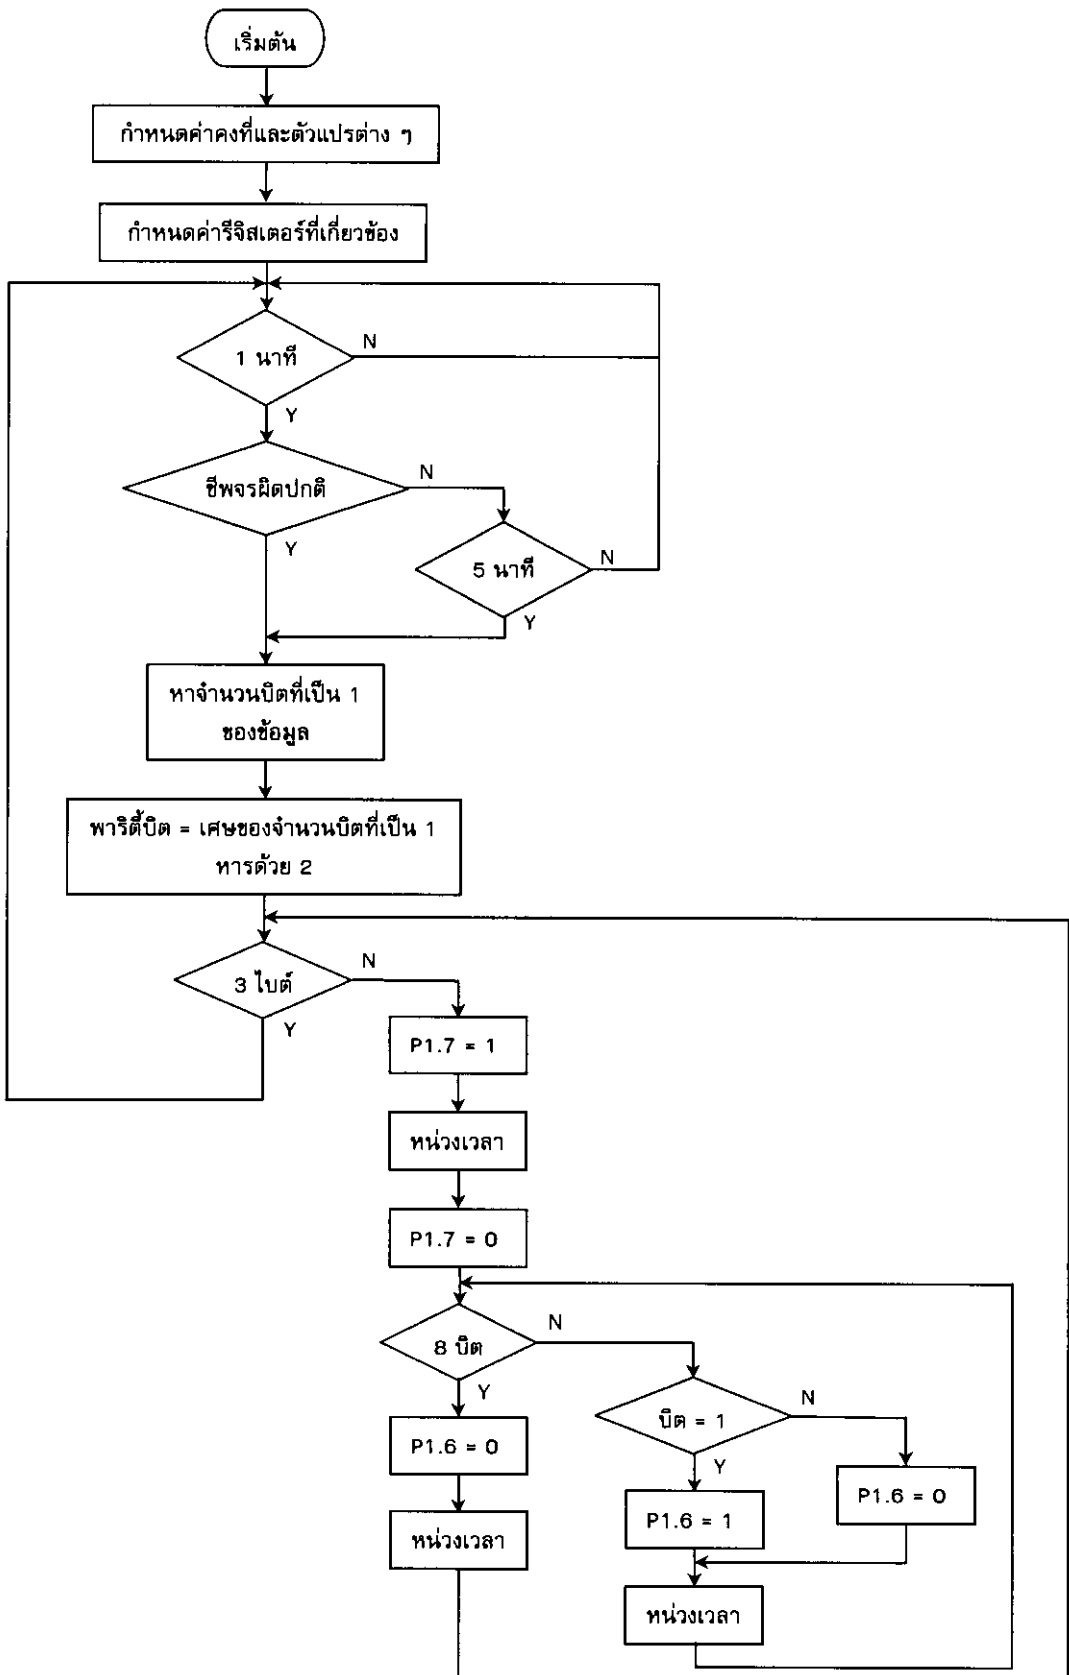 เริ่มต้น
กำหนดค่าคงที่และตัวแปรต่าง ๆ
กำหนดค่ารีจิสเตอร์ที่เกี่ยวข้อง
1 นาที
N
Y
ชีพจรผิดปกติ
N
Y
5 นาที
N
Y
หาจำนวนบิตที่เป็น 1
ของข้อมูล
พาริตี้บิต = เศษของจำนวนบิตที่เป็น 1
หารด้วย 2
3 ไบต์
N
Y
P1.7 = 1
หน่วงเวลา
P1.7 = 0
8 บิต
N
Y
บิต = 1
N
Y
P1.6 = 0
P1.6 = 0
P1.6 = 1
หน่วงเวลา
หน่วงเวลา